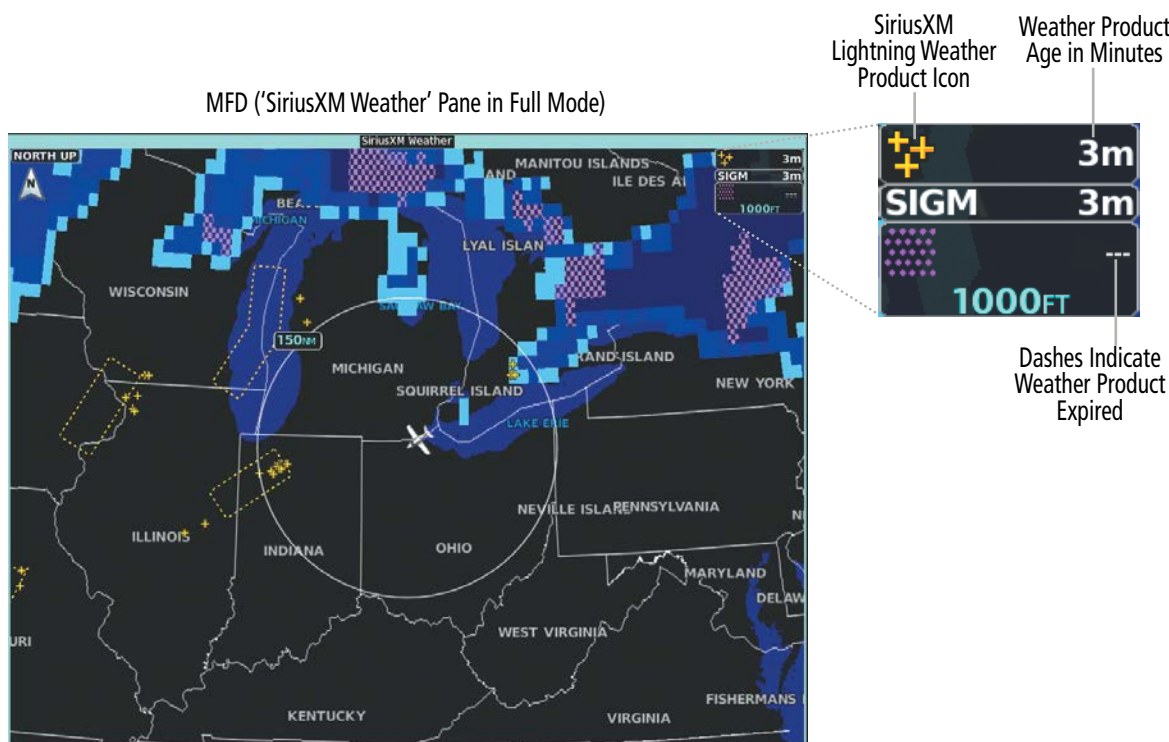 SiriusXM
Lightning Weather
Product Icon
Weather Product
Age in Minutes
MFD (‘SiriusXM Weather’ Pane in Full Mode)
SiriusXM Weather
NORTH UP
N
MANITOU ISLANDS
3m
SIGM 3m
---
1000FT
ILE DES
MICHIGAN
LYAL ISLAN
WISCONSIN
150NM
MICHIGAN
RAND ISLAND
SQUIRREL ISLAND
NEW YORK
LAKE ERIE
NEVILLE ISLA
PENNSYLVANIA
ILLINOIS
INDIANA
OHIO
MARYLAND
DELAW
URI
WEST VIRGINIA
FISHERMANS
KENTUCKY
VIRGINIA
3m
SIGM 3m
---
1000FT
Dashes Indicate
Weather Product
Expired